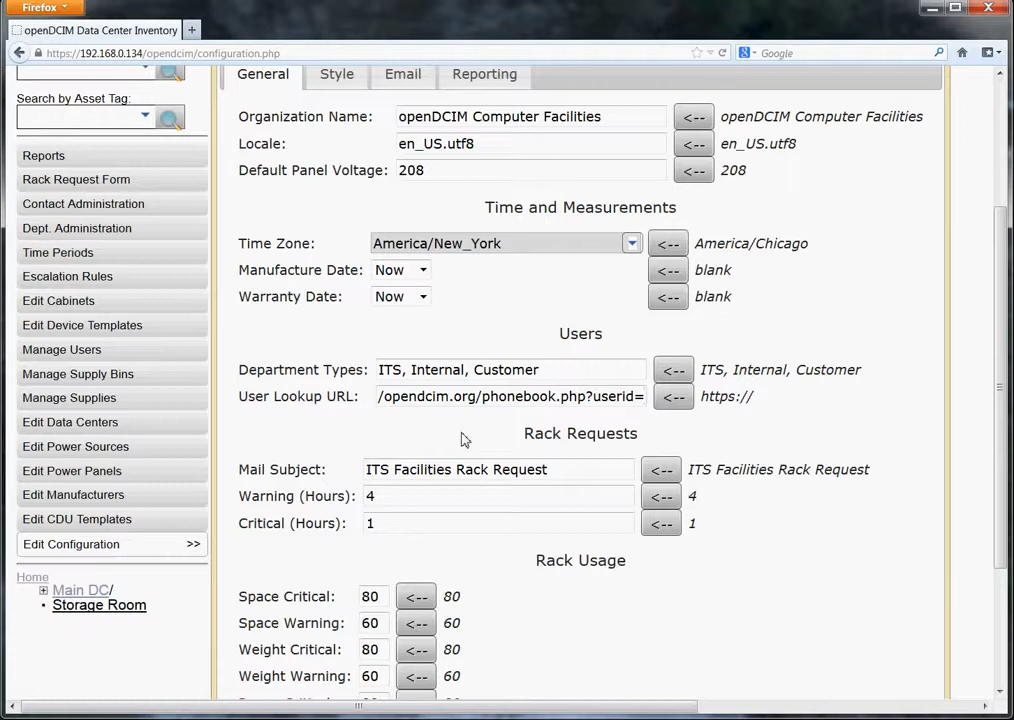 Firefox
openDCIM Data Center Inventory
+
https://192.168.0.134/opendcim/configuration.php
Google
General Style Email Reporting
Search by Asset Tag:
Organization Name: openDCIM Computer Facilities <-- openDCIM Computer Facilities
Locale: en_US.utf8 <-- en_US.utf8
Default Panel Voltage: 208 <-- 208
Time and Measurements
Time Zone: America/New_York <-- America/Chicago
Manufacture Date: Now <-- blank
Warranty Date: Now <-- blank
Users
Department Types: ITS, Internal, Customer <-- ITS, Internal, Customer
User Lookup URL: /opendcim.org/phonebook.php?userid= <-- https://
Rack Requests
Mail Subject: ITS Facilities Rack Request <-- ITS Facilities Rack Request
Warning (Hours): 4 <-- 4
Critical (Hours): 1 <-- 1
Rack Usage
Space Critical: 80 <-- 80
Space Warning: 60 <-- 60
Weight Critical: 80 <-- 80
Weight Warning: 60 <-- 60
Reports
Rack Request Form
Contact Administration
Dept. Administration
Time Periods
Escalation Rules
Edit Cabinets
Edit Device Templates
Manage Users
Manage Supply Bins
Manage Supplies
Edit Data Centers
Edit Power Sources
Edit Power Panels
Edit Manufacturers
Edit CDU Templates
Edit Configuration >>
Home
Main DC/
Storage Room